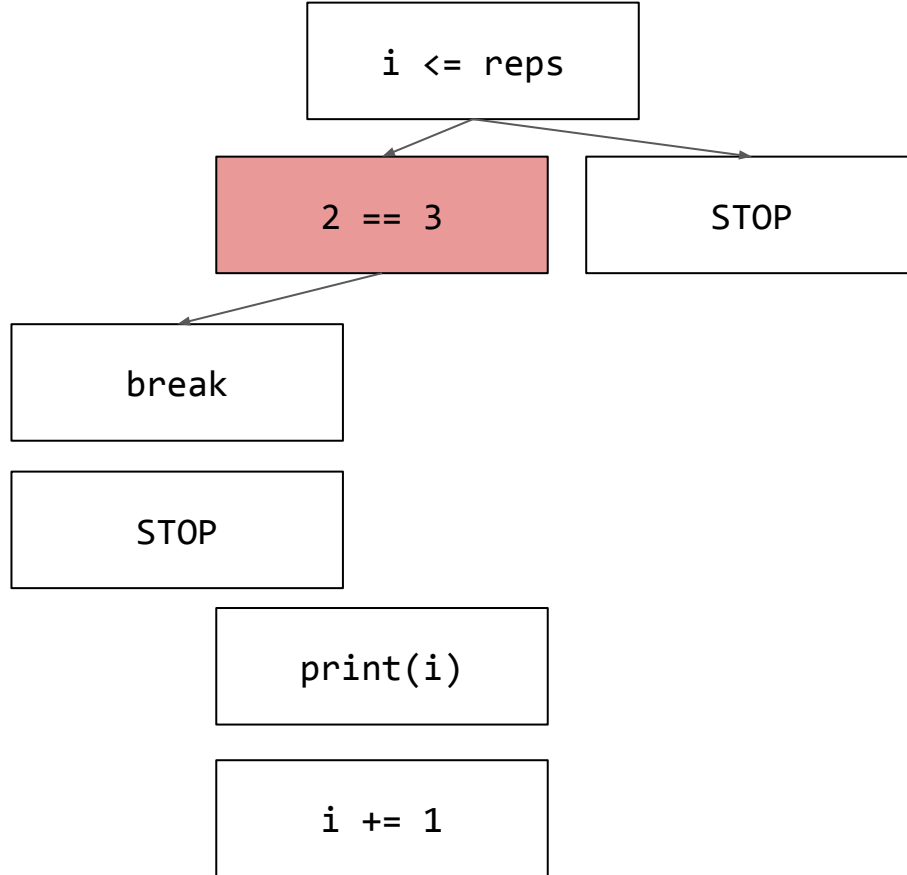 i <= reps
2 == 3
STOP
break
STOP
print(i)
i += 1